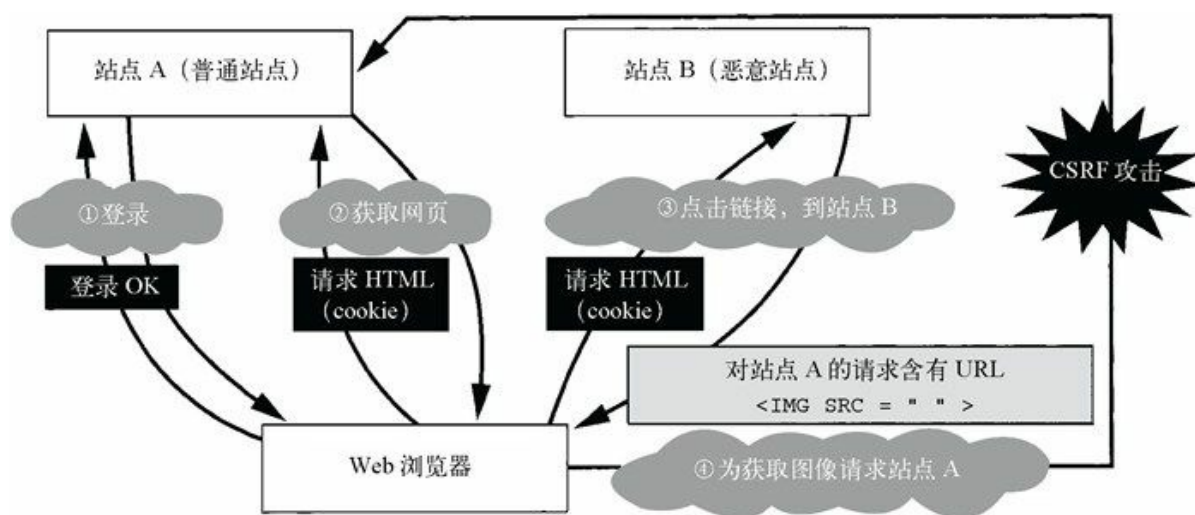 站点 A（普通站点）
站点 B（恶意站点）
CSRF 攻击
①登录
②获取网页
③点击链接，到站点 B
登录 OK
请求 HTML
（cookie）
请求 HTML
（cookie）
对站点 A 的请求含有 URL
<IMG SRC = " " >
Web 浏览器
④为获取图像请求站点 A